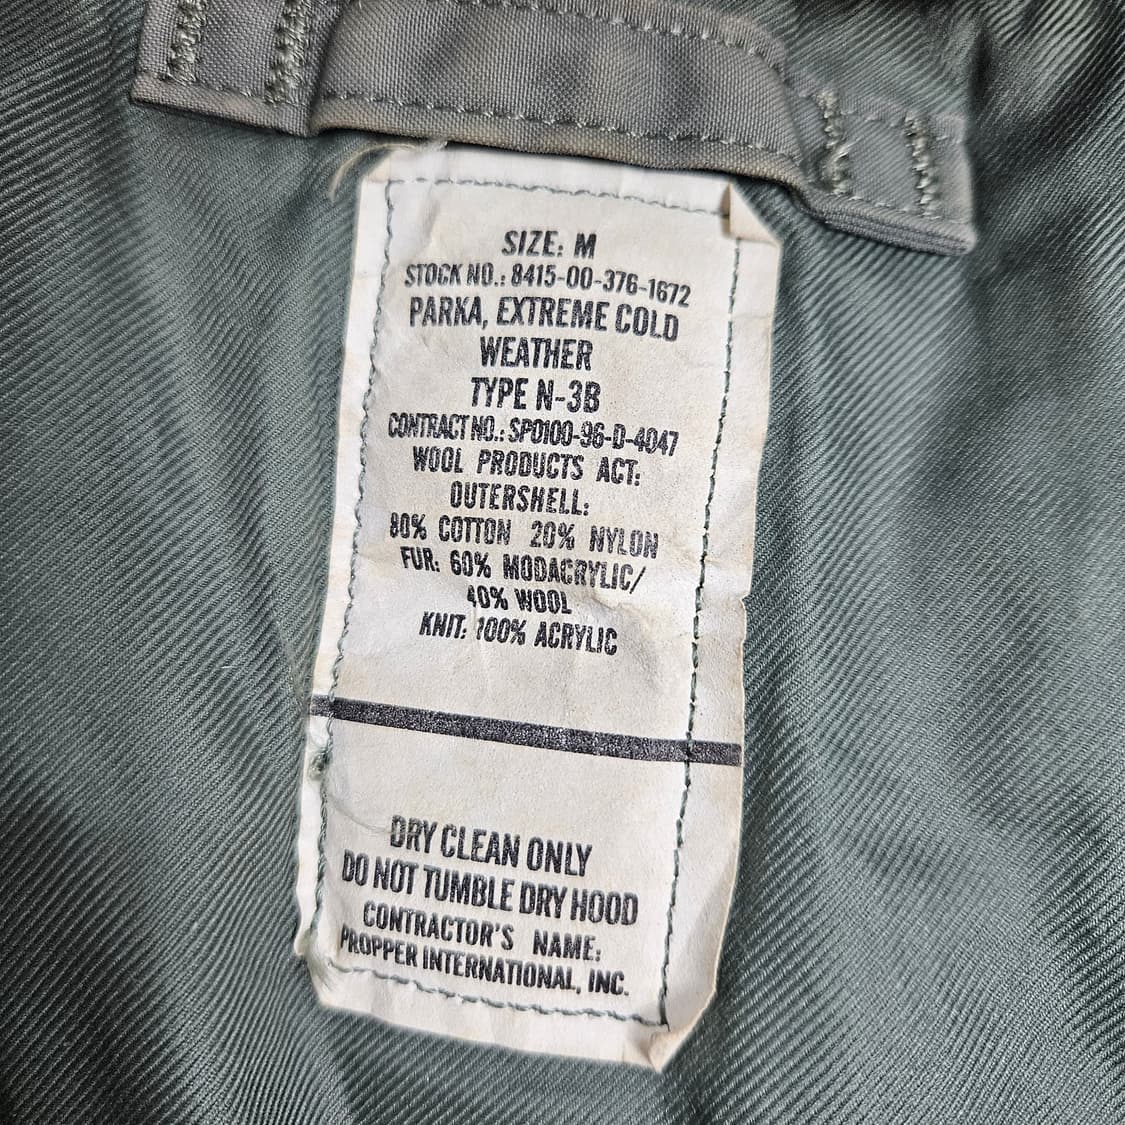 SIZE: M
STOCK NO.: 8415-00-376-1672
PARKA, EXTREME COLD
WEATHER
TYPE N-3B
CONTRACT NO.: SPO100-96-D-4047
WOOL PRODUCTS ACT:
OUTERSHELL:
80% COTTON 20% NYLON
FUR: 60% MODACRYLIC/
40% WOOL
KNIT: 100% ACRYLIC
DRY CLEAN ONLY
DO NOT TUMBLE DRY HOOD
CONTRACTOR'S NAME:
PROPPER INTERNATIONAL, INC.